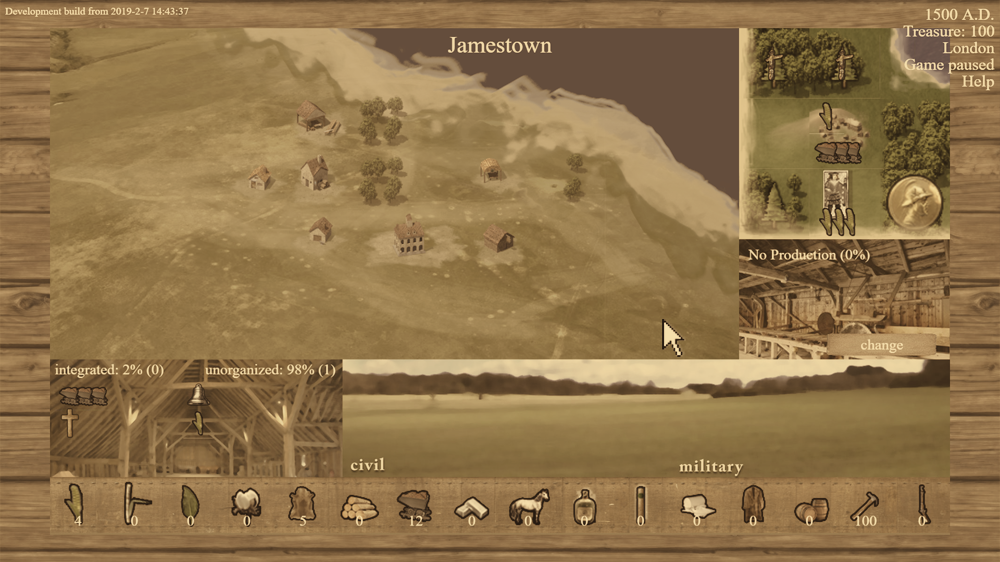 Development build from 2019-2-7 14:43:37
1500 A.D.
Treasure: 100
London
Game paused
Help
Jamestown
No Production (0%)
change
integrated: 2% (0)
unorganized: 98% (1)
civil
military
4 0 0 0 5 0 12 0 0 0 0 0 0 0 100 0